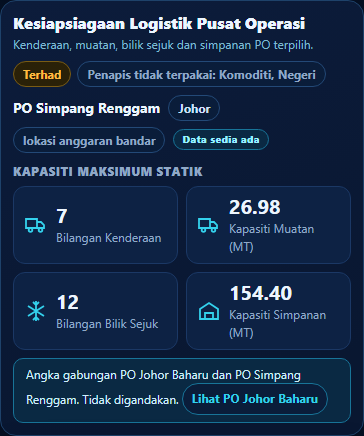 Kesiapsiagaan Logistik Pusat Operasi
Kenderaan, muatan, bilik sejuk dan simpanan PO terpilih.
Terhad
Penapis tidak terpakai: Komoditi, Negeri
PO Simpang Renggam
Johor
lokasi anggaran bandar
Data sedia ada
KAPASITI MAKSIMUM STATIK
7
Bilangan Kenderaan
26.98
Kapasiti Muatan
(MT)
12
Bilangan Bilik Sejuk
154.40
Kapasiti Simpanan
(MT)
Angka gabungan PO Johor Baharu dan PO Simpang
Renggam. Tidak digandakan. Lihat PO Johor Baharu